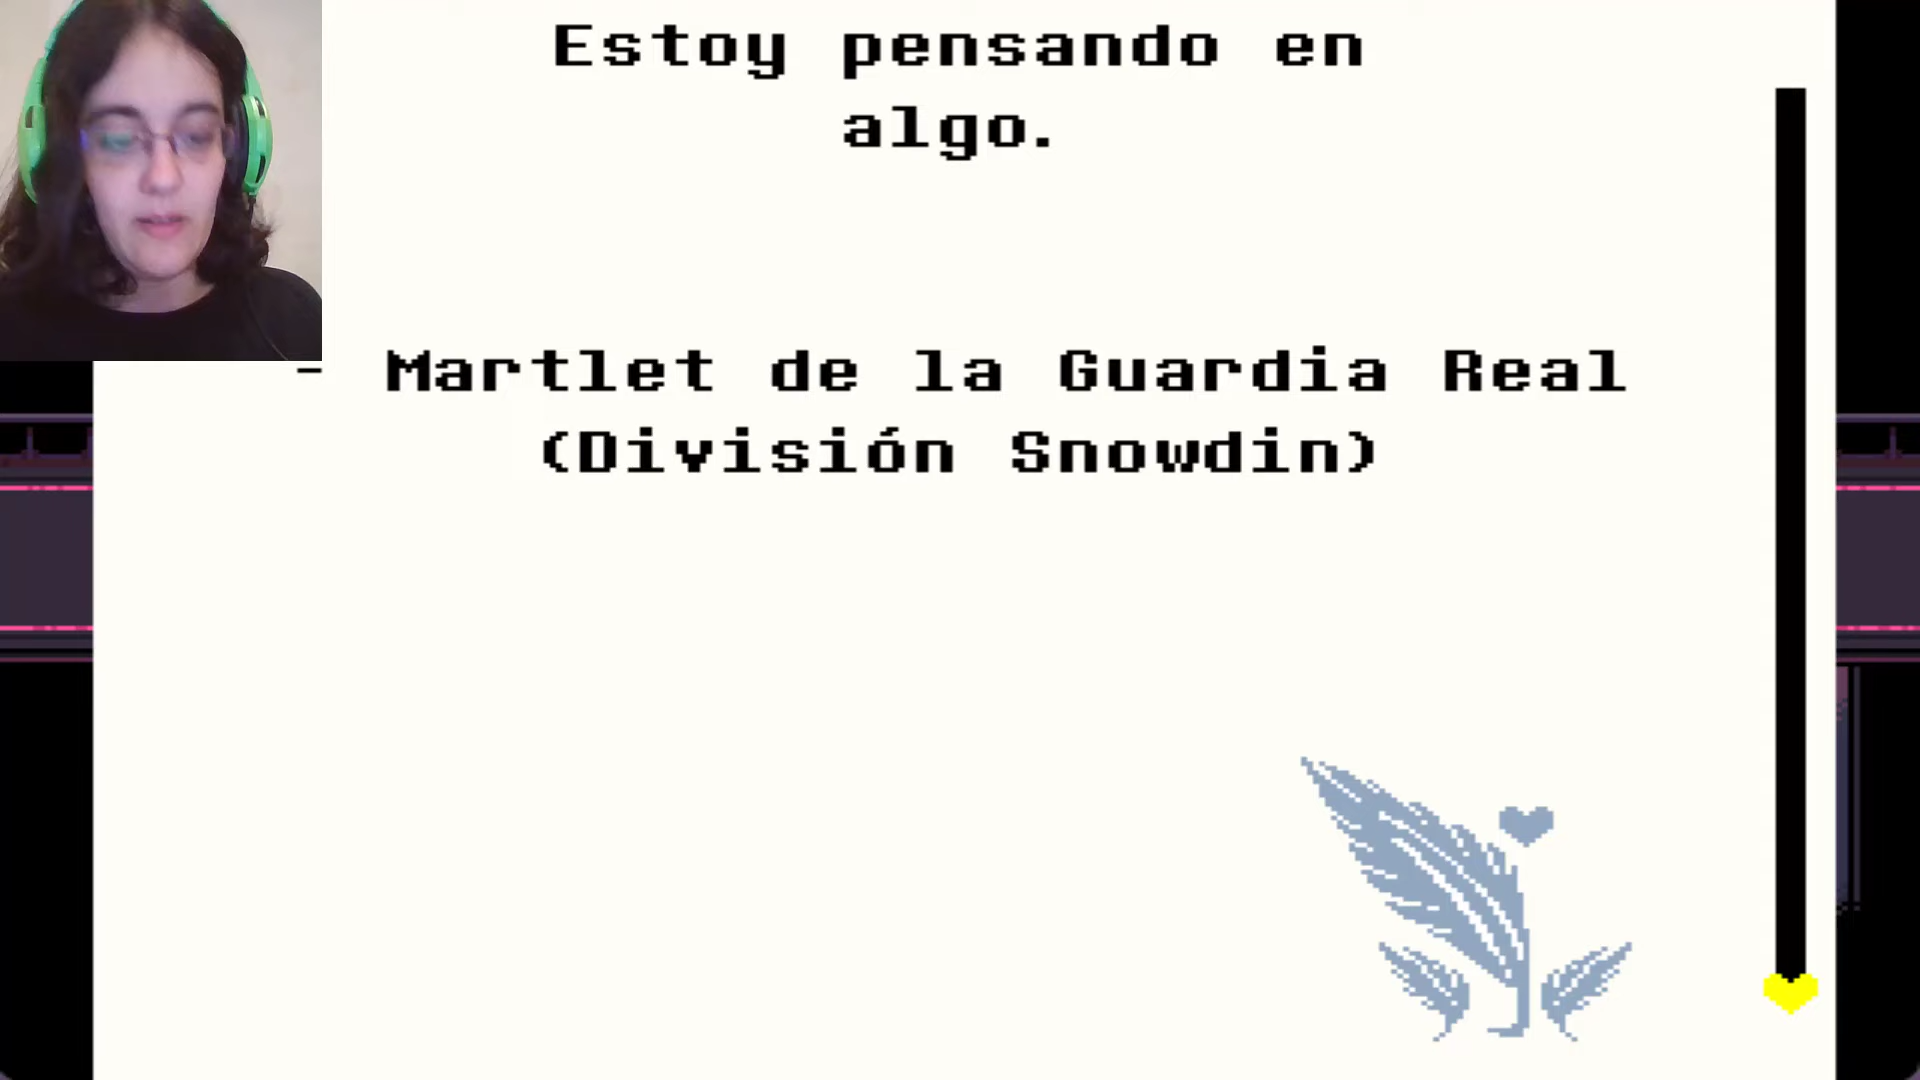 Estoy pensando en
algo.
- Martlet de la Guardia Real
(División Snowdin)